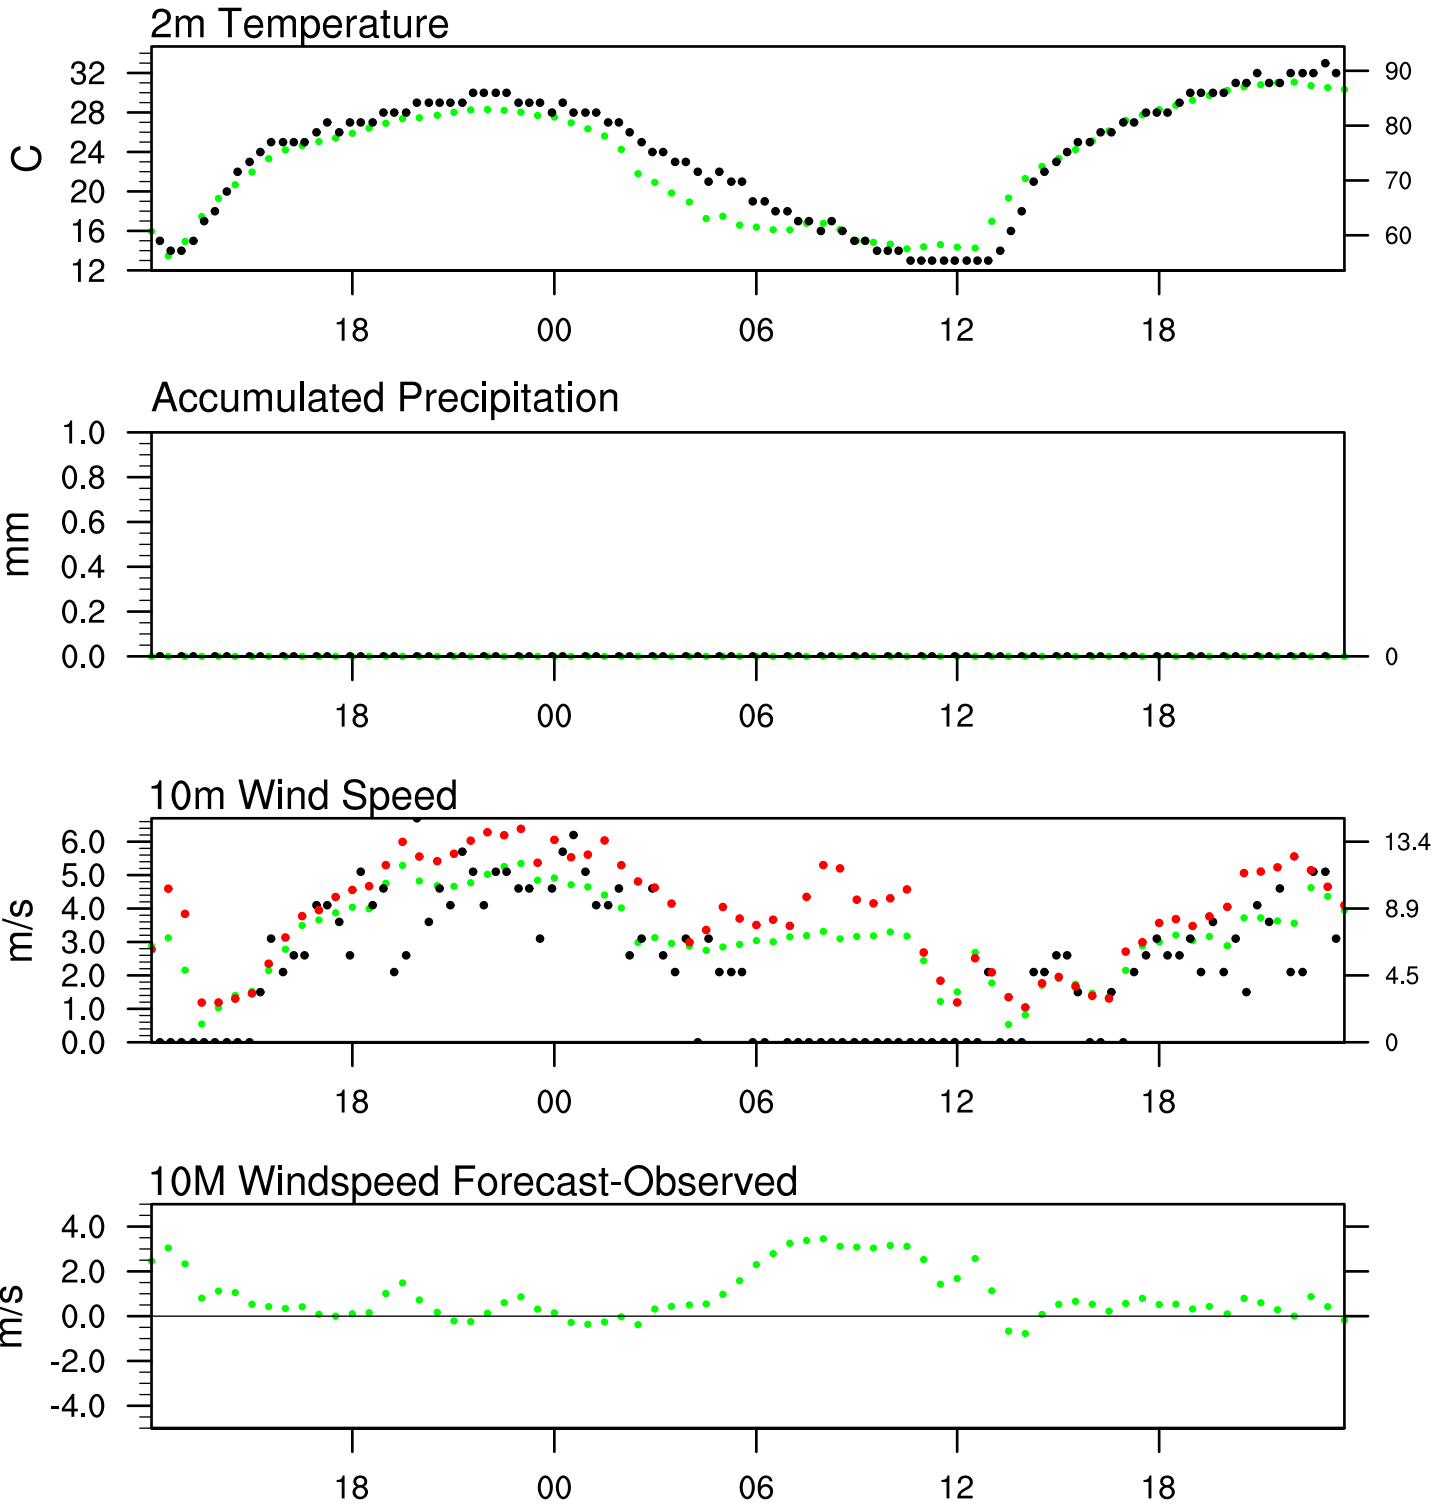 2m Temperature
32
28
24
20
16
12
C
90
80
70
60
18 00 06 12 18
Accumulated Precipitation
1.0
0.8
0.6
0.4
0.2
0.0
mm
0
18 00 06 12 18
10m Wind Speed
6.0
5.0
4.0
3.0
2.0
1.0
0.0
m/s
13.4
8.9
4.5
0
18 00 06 12 18
10M Windspeed Forecast-Observed
4.0
2.0
0.0
-2.0
-4.0
m/s
18 00 06 12 18